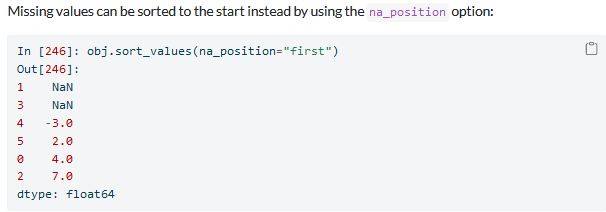 Missing values can be sorted to the start instead by using the na_position option:
In [246]: obj.sort_values(na_position="first")
Out[246]:
1    NaN
3    NaN
4   -3.0
5    2.0
0    4.0
2    7.0
dtype: float64